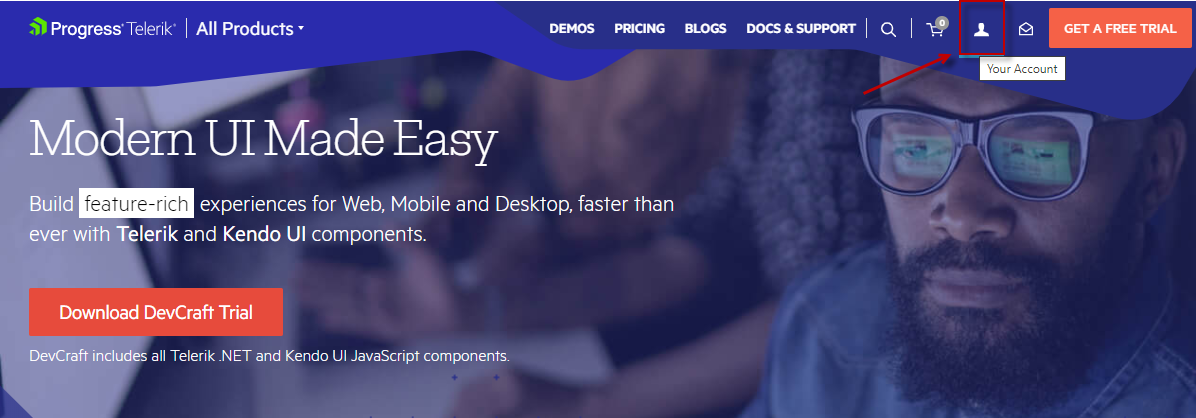 Progress® Telerik® All Products
DEMOS PRICING BLOGS DOCS & SUPPORT 0 GET A FREE TRIAL
Your Account
Modern UI Made Easy
Build feature-rich experiences for Web, Mobile and Desktop, faster than
ever with Telerik and Kendo UI components.
Download DevCraft Trial
DevCraft includes all Telerik .NET and Kendo UI JavaScript components.